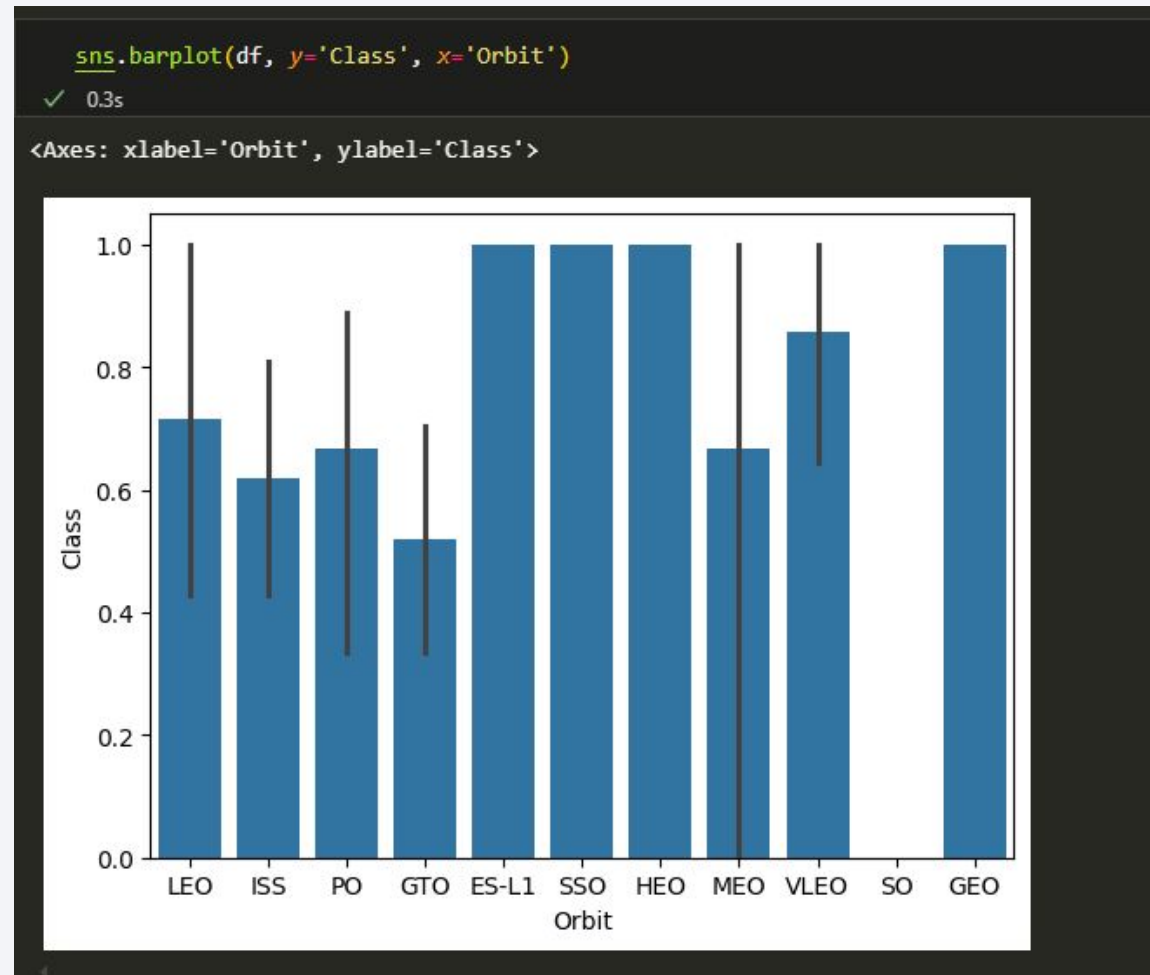 sns.barplot(df, y='Class', x='Orbit')
✓ 0.3s
<Axes: xlabel='Orbit', ylabel='Class'>
1.0
0.8
0.6
0.4
0.2
0.0
Class
LEO ISS PO GTO ES-L1 SSO HEO MEO VLEO SO GEO
Orbit